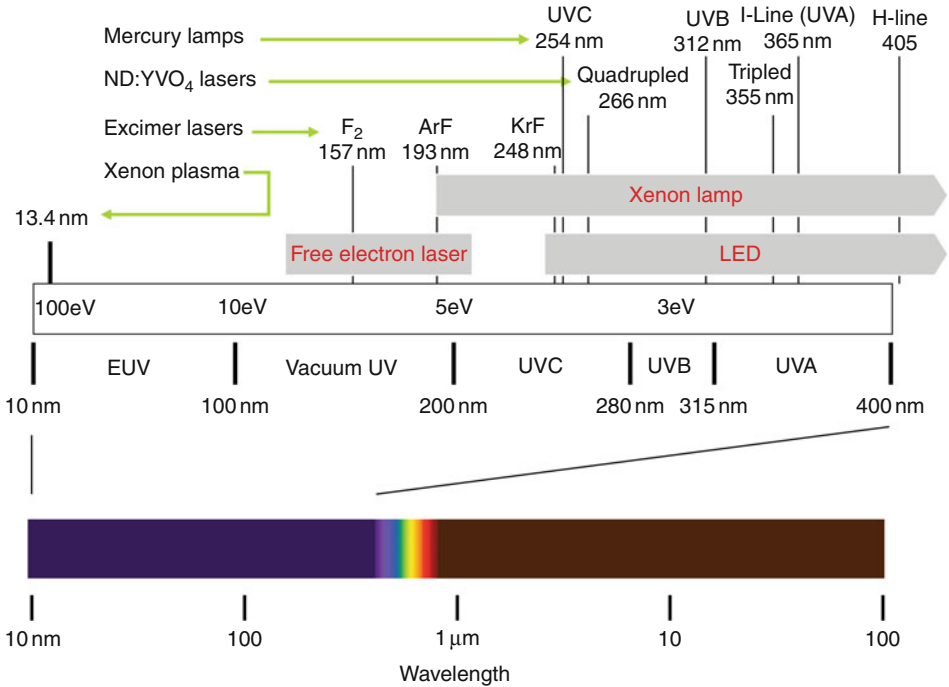 Mercury lamps
UVC
254 nm
UVB
312 nm
I-Line (UVA)
365 nm
H-line
405
ND:YVO4 lasers
Quadrupled
266 nm
Tripled
355 nm
Excimer lasers
F2
157 nm
ArF
193 nm
KrF
248 nm
Xenon plasma
13.4 nm
Xenon lamp
Free electron laser
LED
100eV 10eV 5eV 3eV
EUV Vacuum UV UVC UVB UVA
10 nm 100 nm 200 nm 280 nm 315 nm 400 nm
10 nm 100 1 μm 10 100
Wavelength